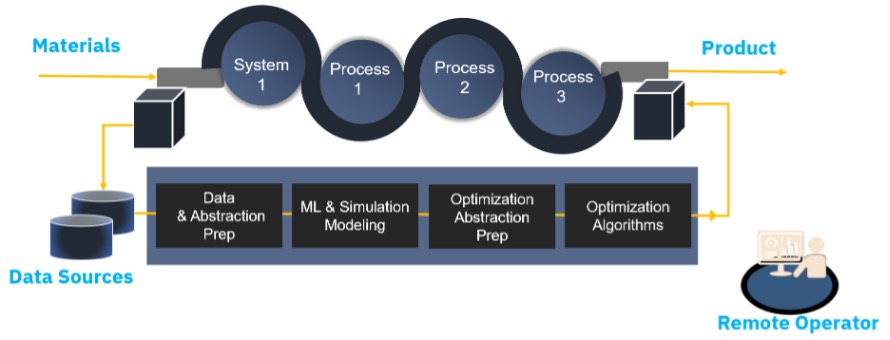 Materials
Product
System
1
Process
1
Process
2
Process
3
Data
& Abstraction
Prep
ML & Simulation
Modeling
Optimization
Abstraction
Prep
Optimization
Algorithms
Data Sources
Remote Operator